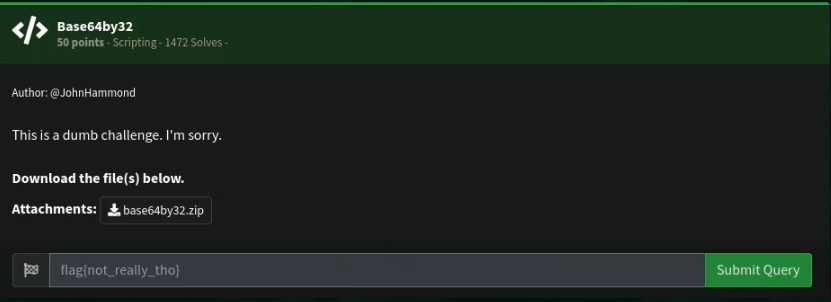 </> Base64by32
50 points - Scripting - 1472 Solves -
Author: @JohnHammond
This is a dumb challenge. I'm sorry.
Download the file(s) below.
Attachments: base64by32.zip
flag{not_really_tho} Submit Query